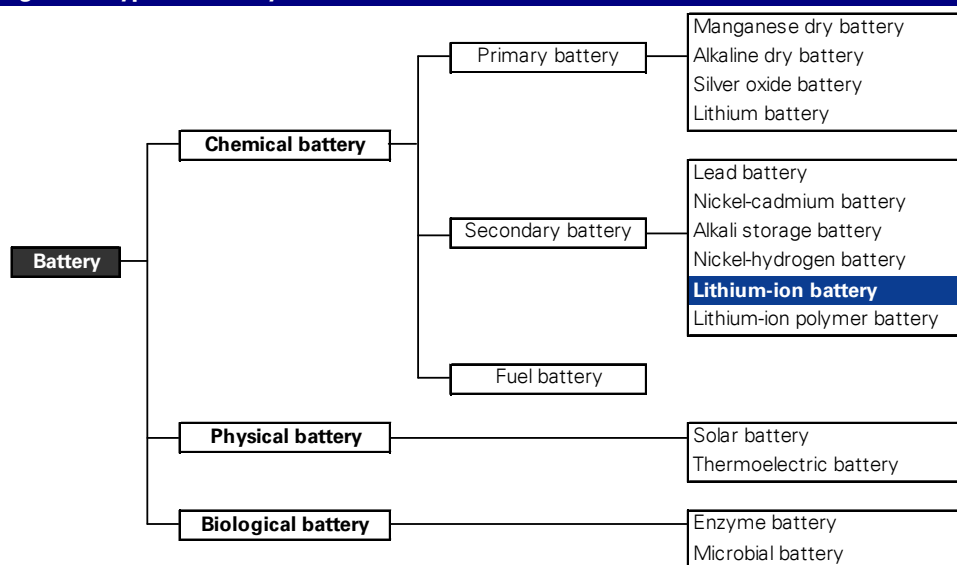 Manganese dry battery
Primary battery
Alkaline dry battery
Silver oxide battery
Lithium battery
Chemical battery
Lead battery
Nickel-cadmium battery
Secondary battery
Alkali storage battery
Battery
Nickel-hydrogen battery
Lithium-ion battery
Lithium-ion polymer battery
Fuel battery
Physical battery
Solar battery
Thermoelectric battery
Biological battery
Enzyme battery
Microbial battery